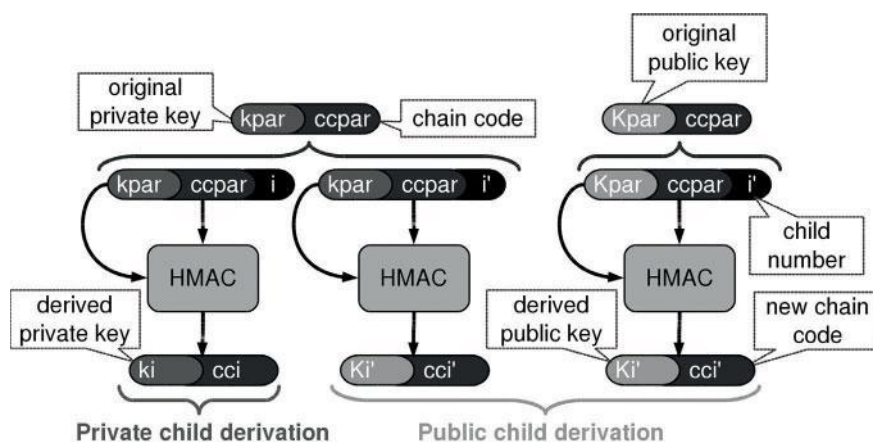 original
private key
kpar ccpar
chain code
original
public key
Kpar ccpar
kpar ccpar i
kpar ccpar i'
Kpar ccpar i'
child
number
HMAC
HMAC
HMAC
derived
private key
ki cci
Ki' cci'
derived
public key
Ki' cci'
new chain
code
Private child derivation
Public child derivation